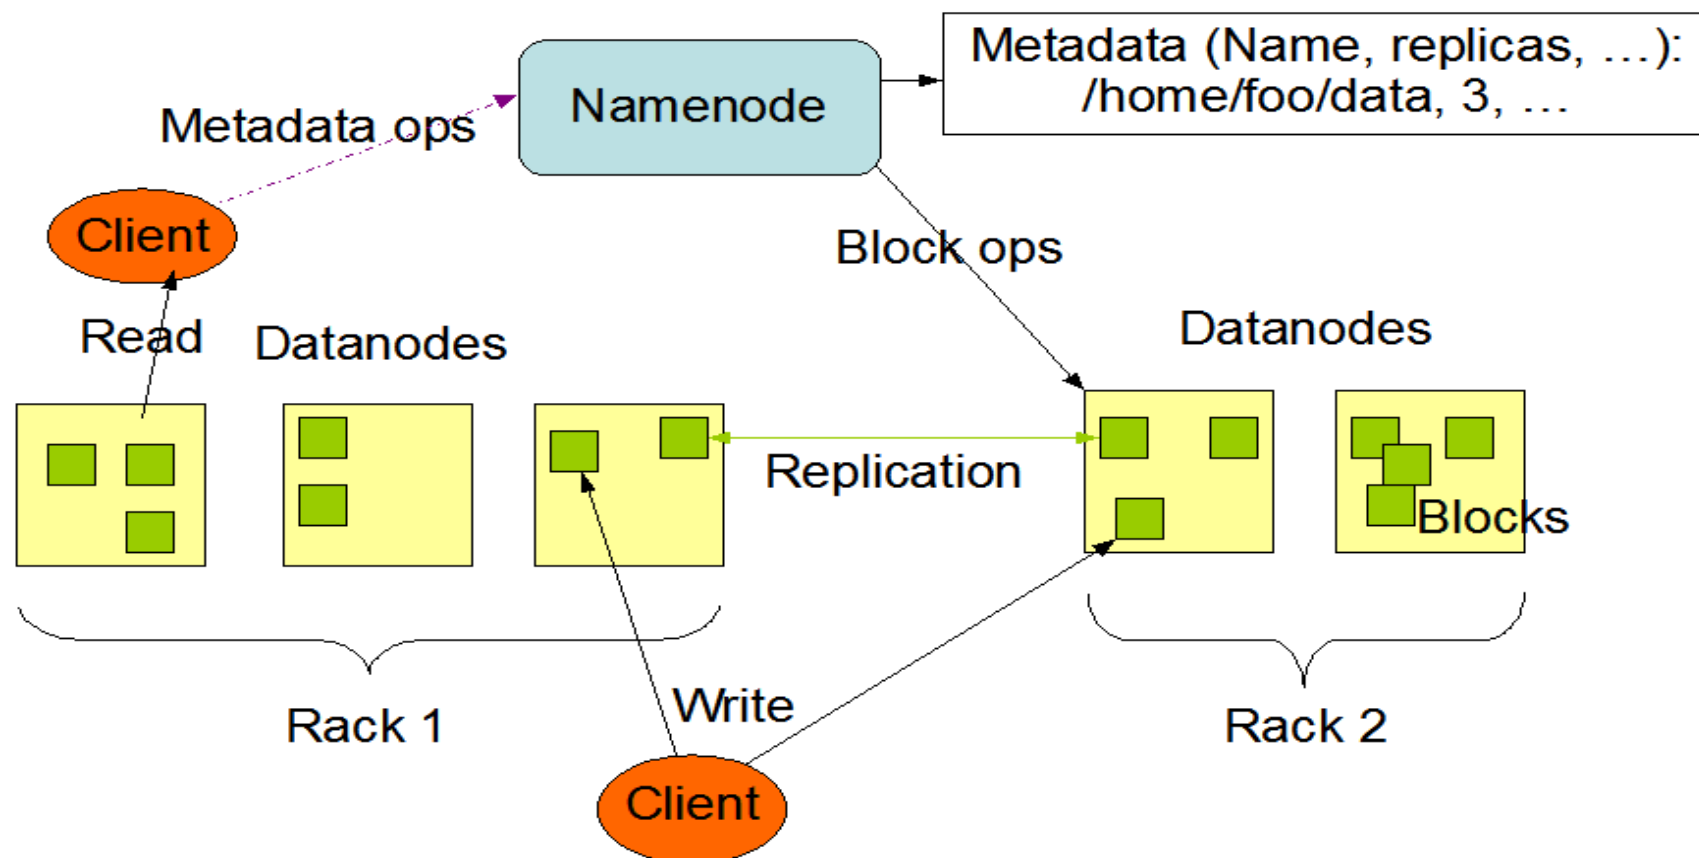 Metadata (Name, replicas, …):
/home/foo/data, 3, …
Namenode
Metadata ops
Client
Block ops
Read
Datanodes
Datanodes
Replication
Blocks
Rack 1
Write
Rack 2
Client